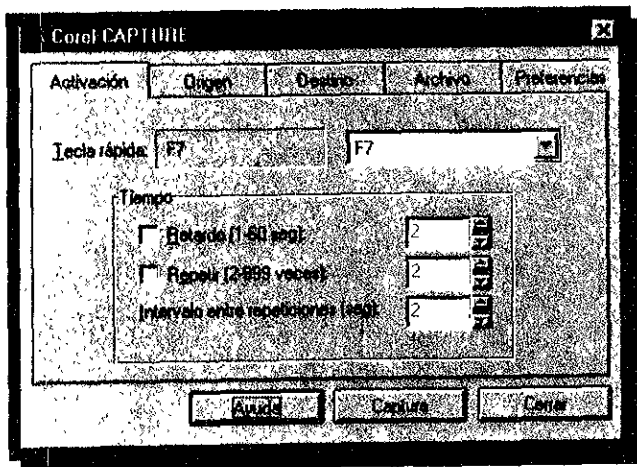 Corel CAPTURE
Activación Origen Destino Archivo Preferencias
Tecla rápida: F7 F7
Tiempo
Retardo (1-60 seg): 2
Repetir (2-999 veces): 2
Intervalo entre repeticiones (seg): 2
Ayuda Captura Cerrar